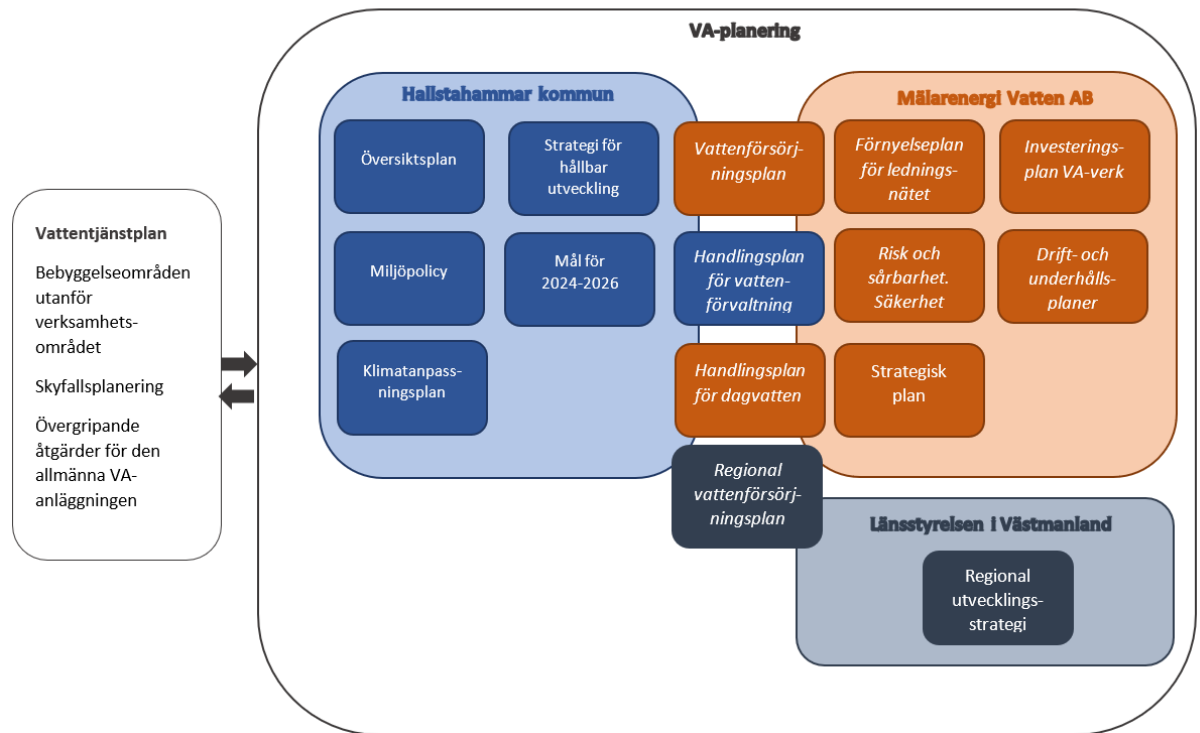 VA-planering
Vattentjänstplan
Bebyggelseområden
utanför
verksamhets-
området
Skyfallsplanering
Övergripande
åtgärder för den
allmänna VA-
anläggningen
Hallstahammar kommun
Översiktsplan
Strategi för
hållbar
utveckling
Miljöpolicy
Mål för
2024-2026
Klimatanpass-
ningsplan
Vattenförsörj-
ningsplan
Handlingsplan
för vatten-
förvaltning
Handlingsplan
för dagvatten
Regional
vattenförsörj-
ningsplan
Mälarenergi Vatten AB
Förnyelseplan
för lednings-
nätet
Investerings-
plan VA-verk
Risk och
sårbarhet.
Säkerhet
Drift- och
underhålls-
planer
Strategisk
plan
Länsstyrelsen i Västmanland
Regional
utvecklings-
strategi